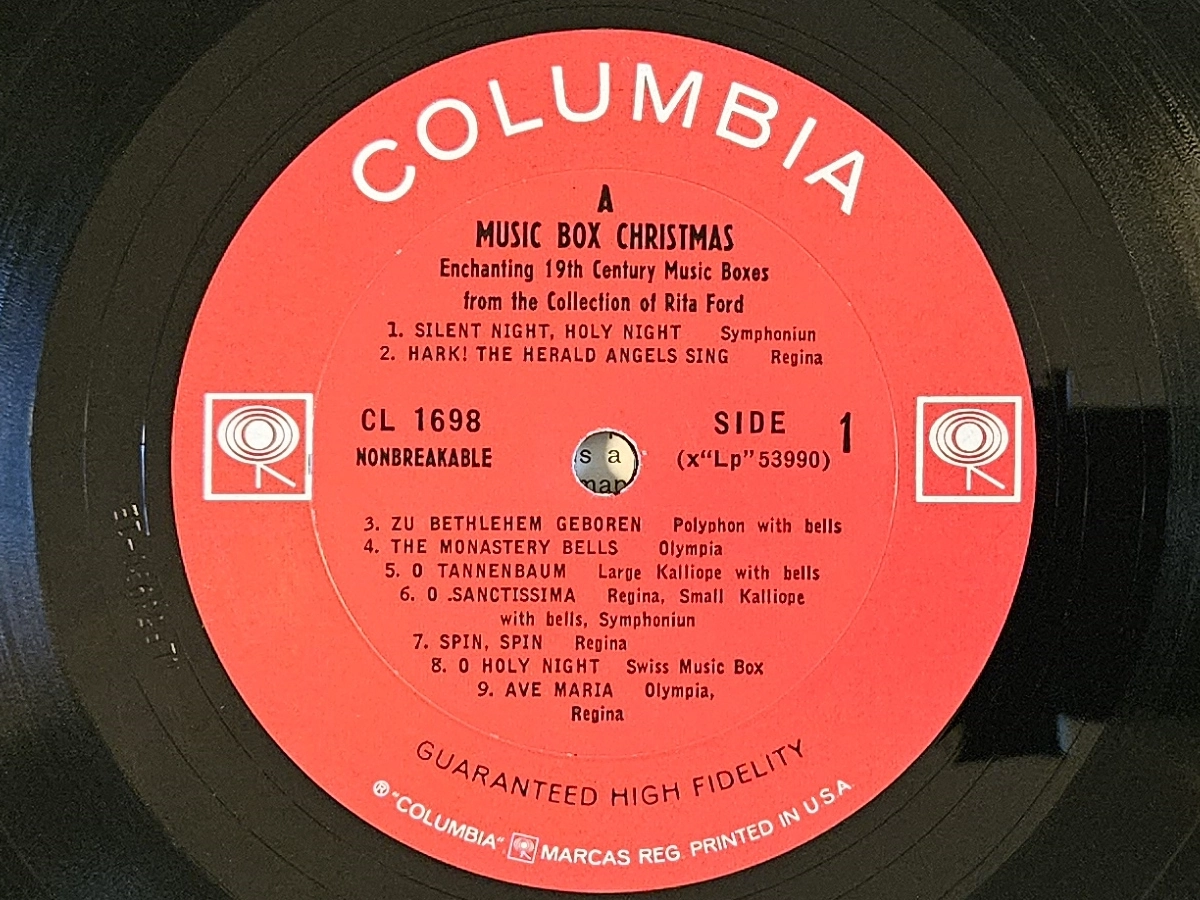 COLUMBIA
A
MUSIC BOX CHRISTMAS
Enchanting 19th Century Music Boxes
from the Collection of Rita Ford
1. SILENT NIGHT, HOLY NIGHT Symphoniun
2. HARK! THE HERALD ANGELS SING Regina
CL 1698
NONBREAKABLE
s a
man
SIDE 1
(x“Lp” 53990)
3. ZU BETHLEHEM GEBOREN Polyphon with bells
4. THE MONASTERY BELLS Olympia
5. O TANNENBAUM Large Kalliope with bells
6. O .SANCTISSIMA Regina, Small Kalliope
with bells, Symphoniun
7. SPIN, SPIN Regina
8. O HOLY NIGHT Swiss Music Box
9. AVE MARIA Olympia,
Regina
GUARANTEED HIGH FIDELITY
® “COLUMBIA”, MARCAS REG. PRINTED IN U.S.A.